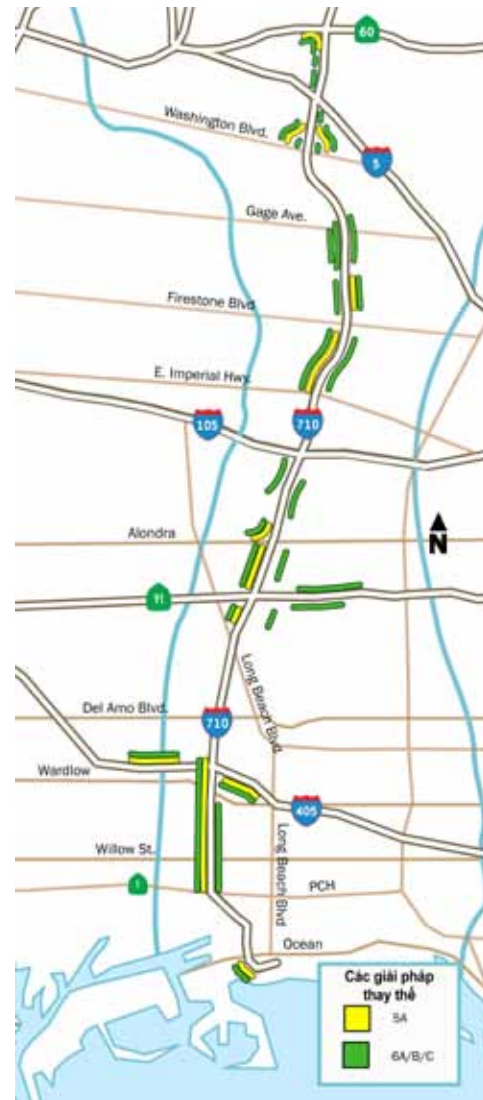 60
Washington Blvd.
5
Gage Ave.
Firestone Blvd
E. Imperial Hwy.
105
710
Alondra
N
91
Long Beach Blvd
Del Amo Blvd.
710
Wardlow
405
Willow St.
Long Beach Blvd
1
PCH
Ocean
Các giải pháp
thay thế
5A
6A/B/C